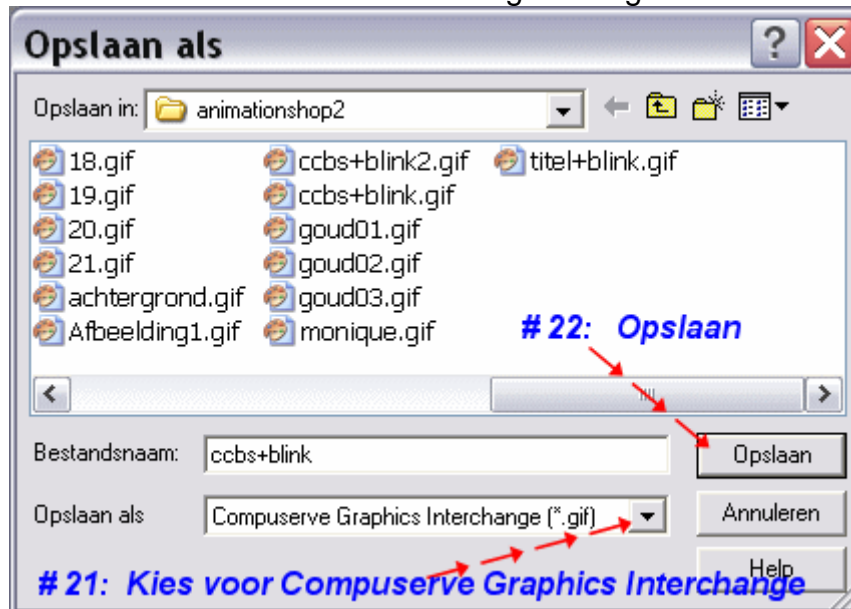 Opslaan als
Opslaan in: animationshop2
18.gif ccbs+blink2.gif titel+blink.gif
19.gif ccbs+blink.gif
20.gif goud01.gif
21.gif goud02.gif
achtergrond.gif goud03.gif
Afbeelding1.gif monique.gif
# 22: Opslaan
Bestandsnaam: ccbs+blink Opslaan
Opslaan als Compuserve Graphics Interchange (*.gif) Annuleren
Help
# 21: Kies voor Compuserve Graphics Interchange